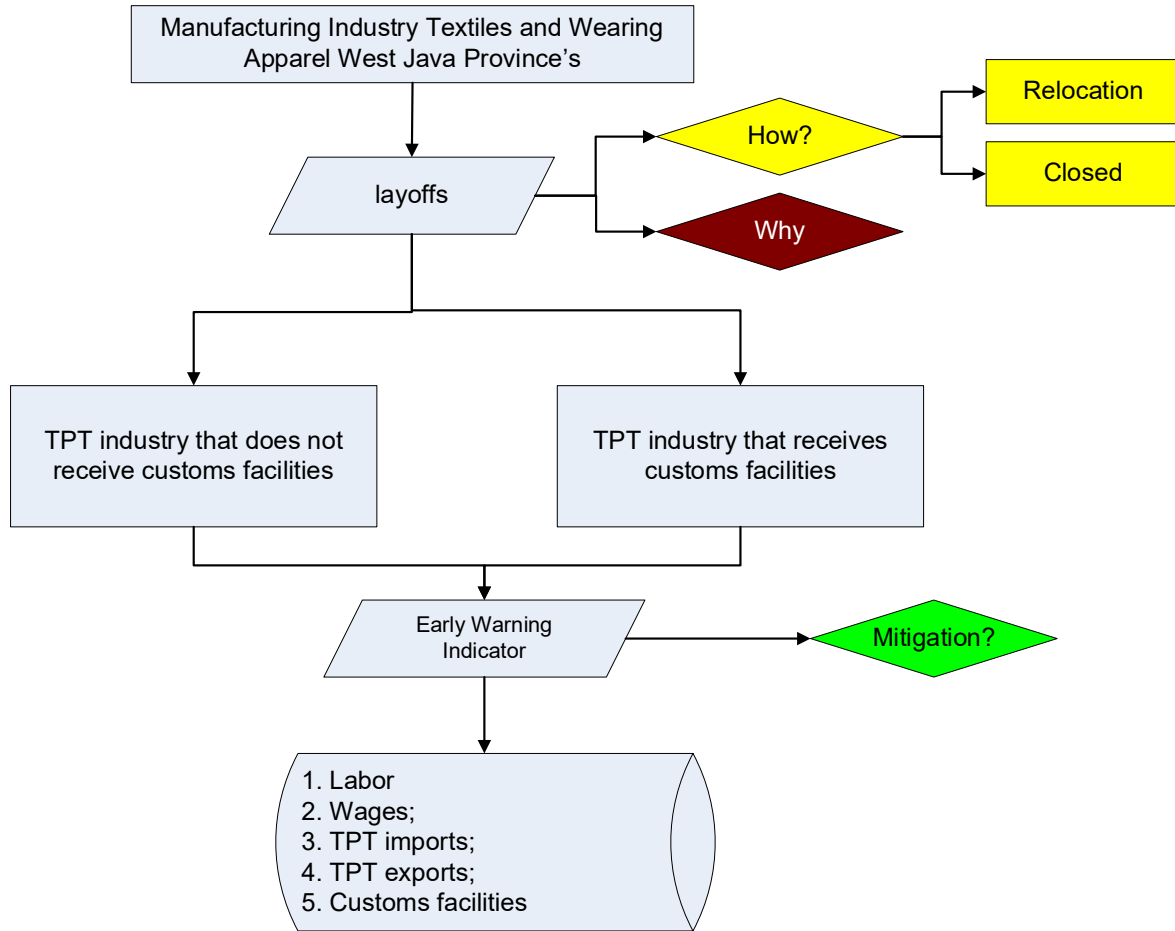 Manufacturing Industry Textiles and Wearing
Apparel West Java Province’s
Relocation
How?
Closed
layoffs
Why
TPT industry that does not
receive customs facilities
TPT industry that receives
customs facilities
Early Warning
Indicator
Mitigation?
1. Labor
2. Wages;
3. TPT imports;
4. TPT exports;
5. Customs facilities